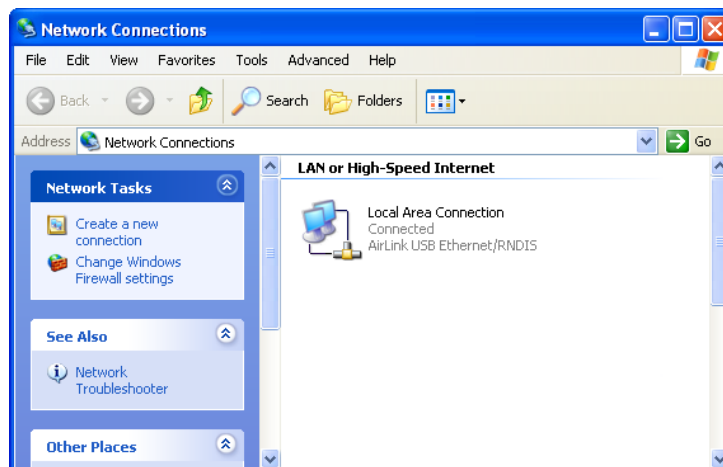 Network Connections
File Edit View Favorites Tools Advanced Help
Back Search Folders
Address Network Connections Go
Network Tasks
Create a new
connection
Change Windows
Firewall settings
See Also
Network
Troubleshooter
Other Places
LAN or High-Speed Internet
Local Area Connection
Connected
AirLink USB Ethernet/RNDIS